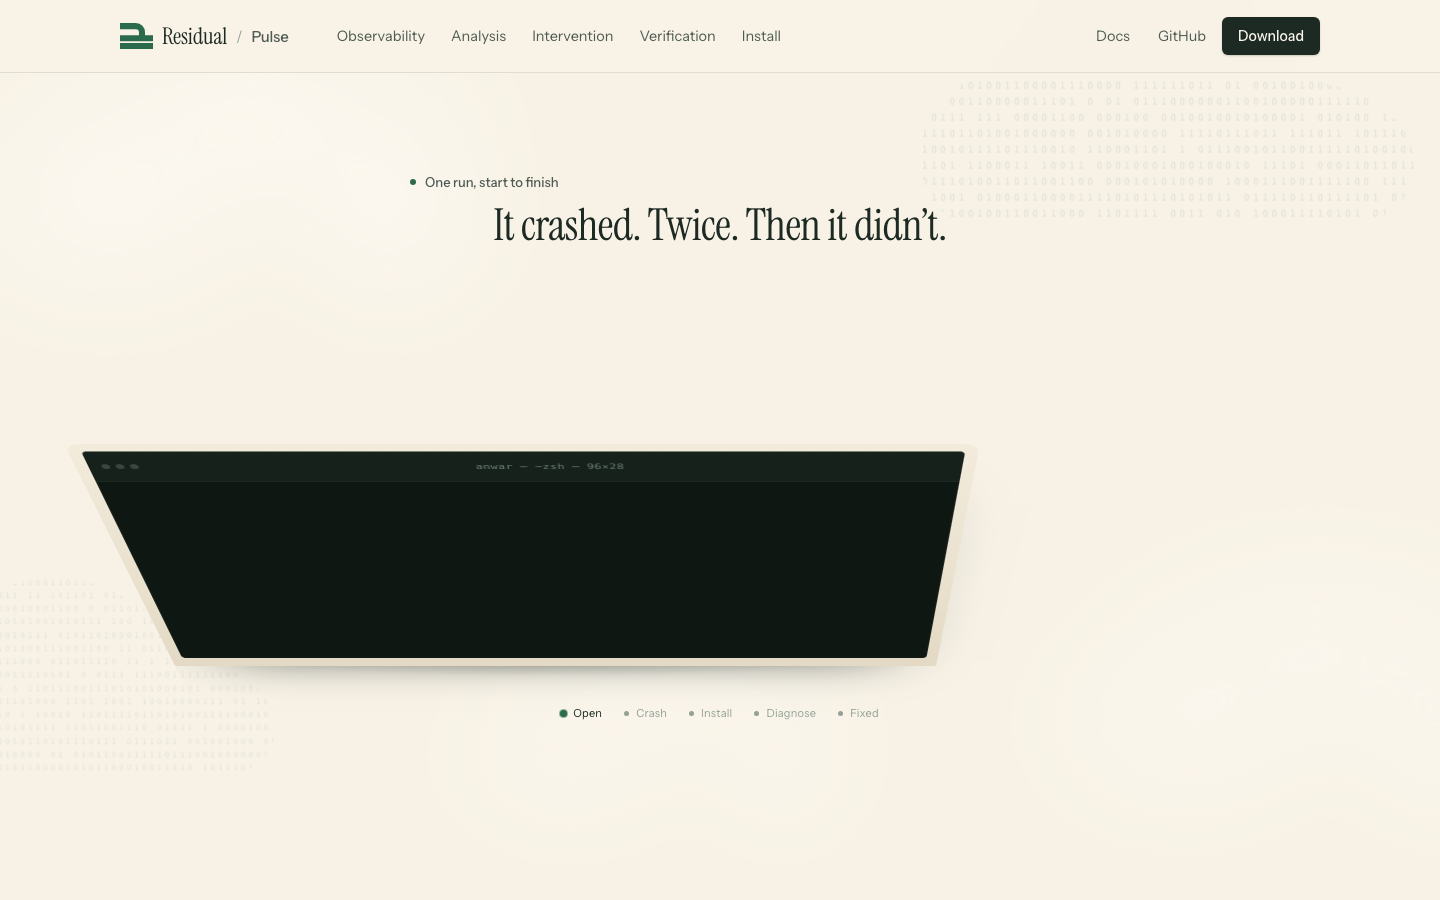 Residual / Pulse
Observability
Analysis
Intervention
Verification
Install
Docs
GitHub
Download
One run, start to finish
It crashed. Twice. Then it didn’t.
anwar — ~zsh — 96×28
Open
Crash
Install
Diagnose
Fixed